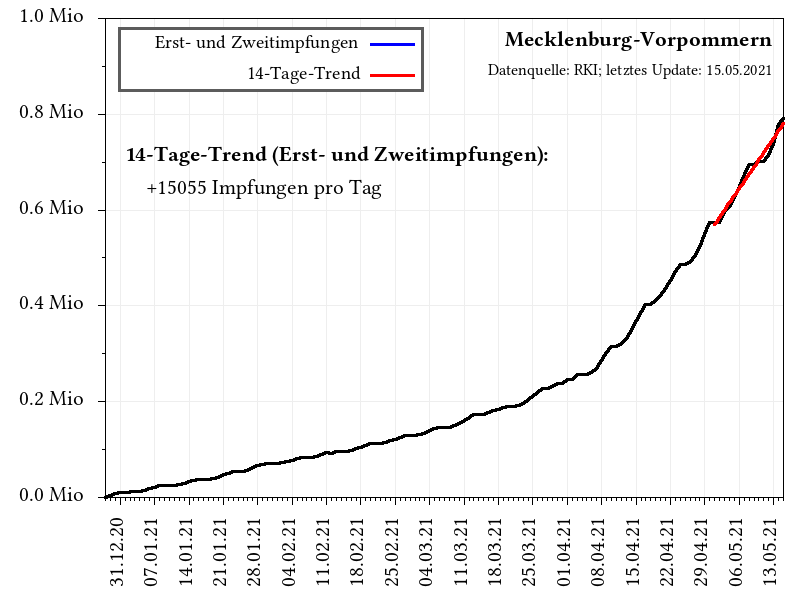 1.0 Mio
Erst- und Zweitimpfungen
14-Tage-Trend
Mecklenburg-Vorpommern
Datenquelle: RKI; letztes Update: 15.05.2021
0.8 Mio
14-Tage-Trend (Erst- und Zweitimpfungen):
+15055 Impfungen pro Tag
0.6 Mio
0.4 Mio
0.2 Mio
0.0 Mio
31.12.20
07.01.21
14.01.21
21.01.21
28.01.21
04.02.21
11.02.21
18.02.21
25.02.21
04.03.21
11.03.21
18.03.21
25.03.21
01.04.21
08.04.21
15.04.21
22.04.21
29.04.21
06.05.21
13.05.21